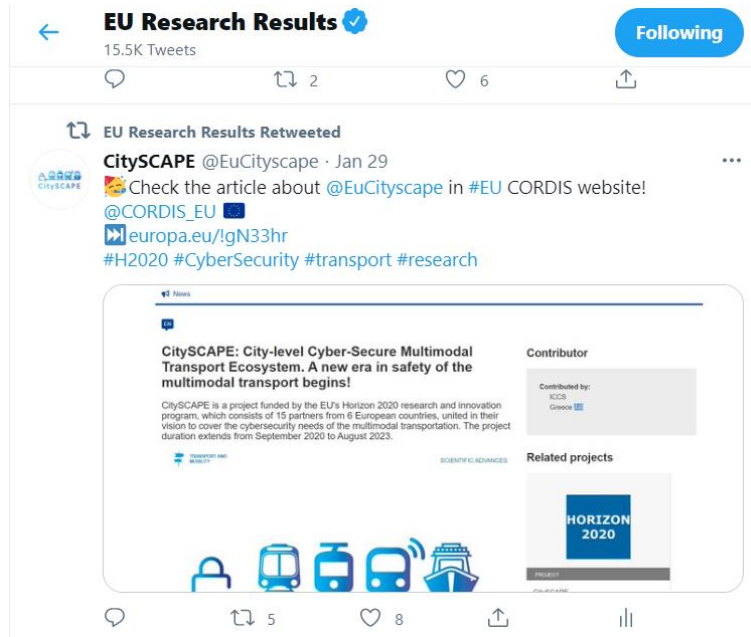 EU Research Results
15.5K Tweets
Following
2
6
EU Research Results Retweeted
CitySCAPE @EuCityscape · Jan 29
Check the article about @EuCityscape in #EU CORDIS website!
@CORDIS_EU
europa.eu/!gN33hr
#H2020 #CyberSecurity #transport #research
CitySCAPE
News
EN
CitySCAPE: City-level Cyber-Secure Multimodal
Transport Ecosystem. A new era in safety of the
multimodal transport begins!
CitySCAPE is a project funded by the EU's Horizon 2020 research and innovation
program, which consists of 15 partners from 6 European countries, united in their
vision to cover the cybersecurity needs of the multimodal transportation. The project
duration extends from September 2020 to August 2023.
TRANSPORT AND
MOBILITY
SCIENTIFIC ADVANCES
Contributor
Contributed by:
ICCS
Greece
Related projects
HORIZON
2020
PROJECT
CitySCAPE
5
8